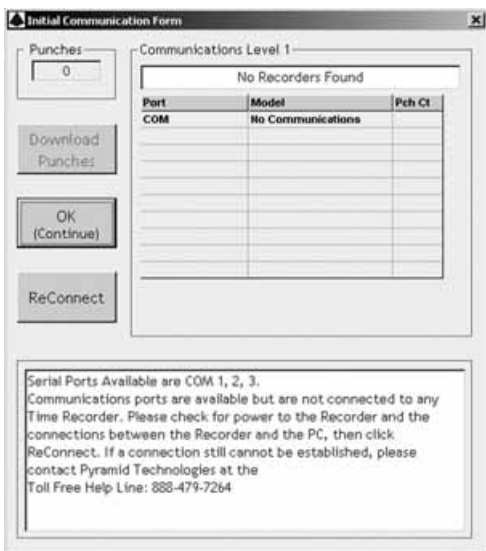 Initial Communication Form
Punches
0
Download
Punches
OK
(Continue)
ReConnect
Communications Level 1
No Recorders Found
Port Model Pch Ct
COM No Communications
Serial Ports Available are COM 1, 2, 3.
Communications ports are available but are not connected to any
Time Recorder. Please check for power to the Recorder and the
connections between the Recorder and the PC, then click
ReConnect. If a connection still cannot be established, please
contact Pyramid Technologies at the
Toll Free Help Line: 888-479-7264